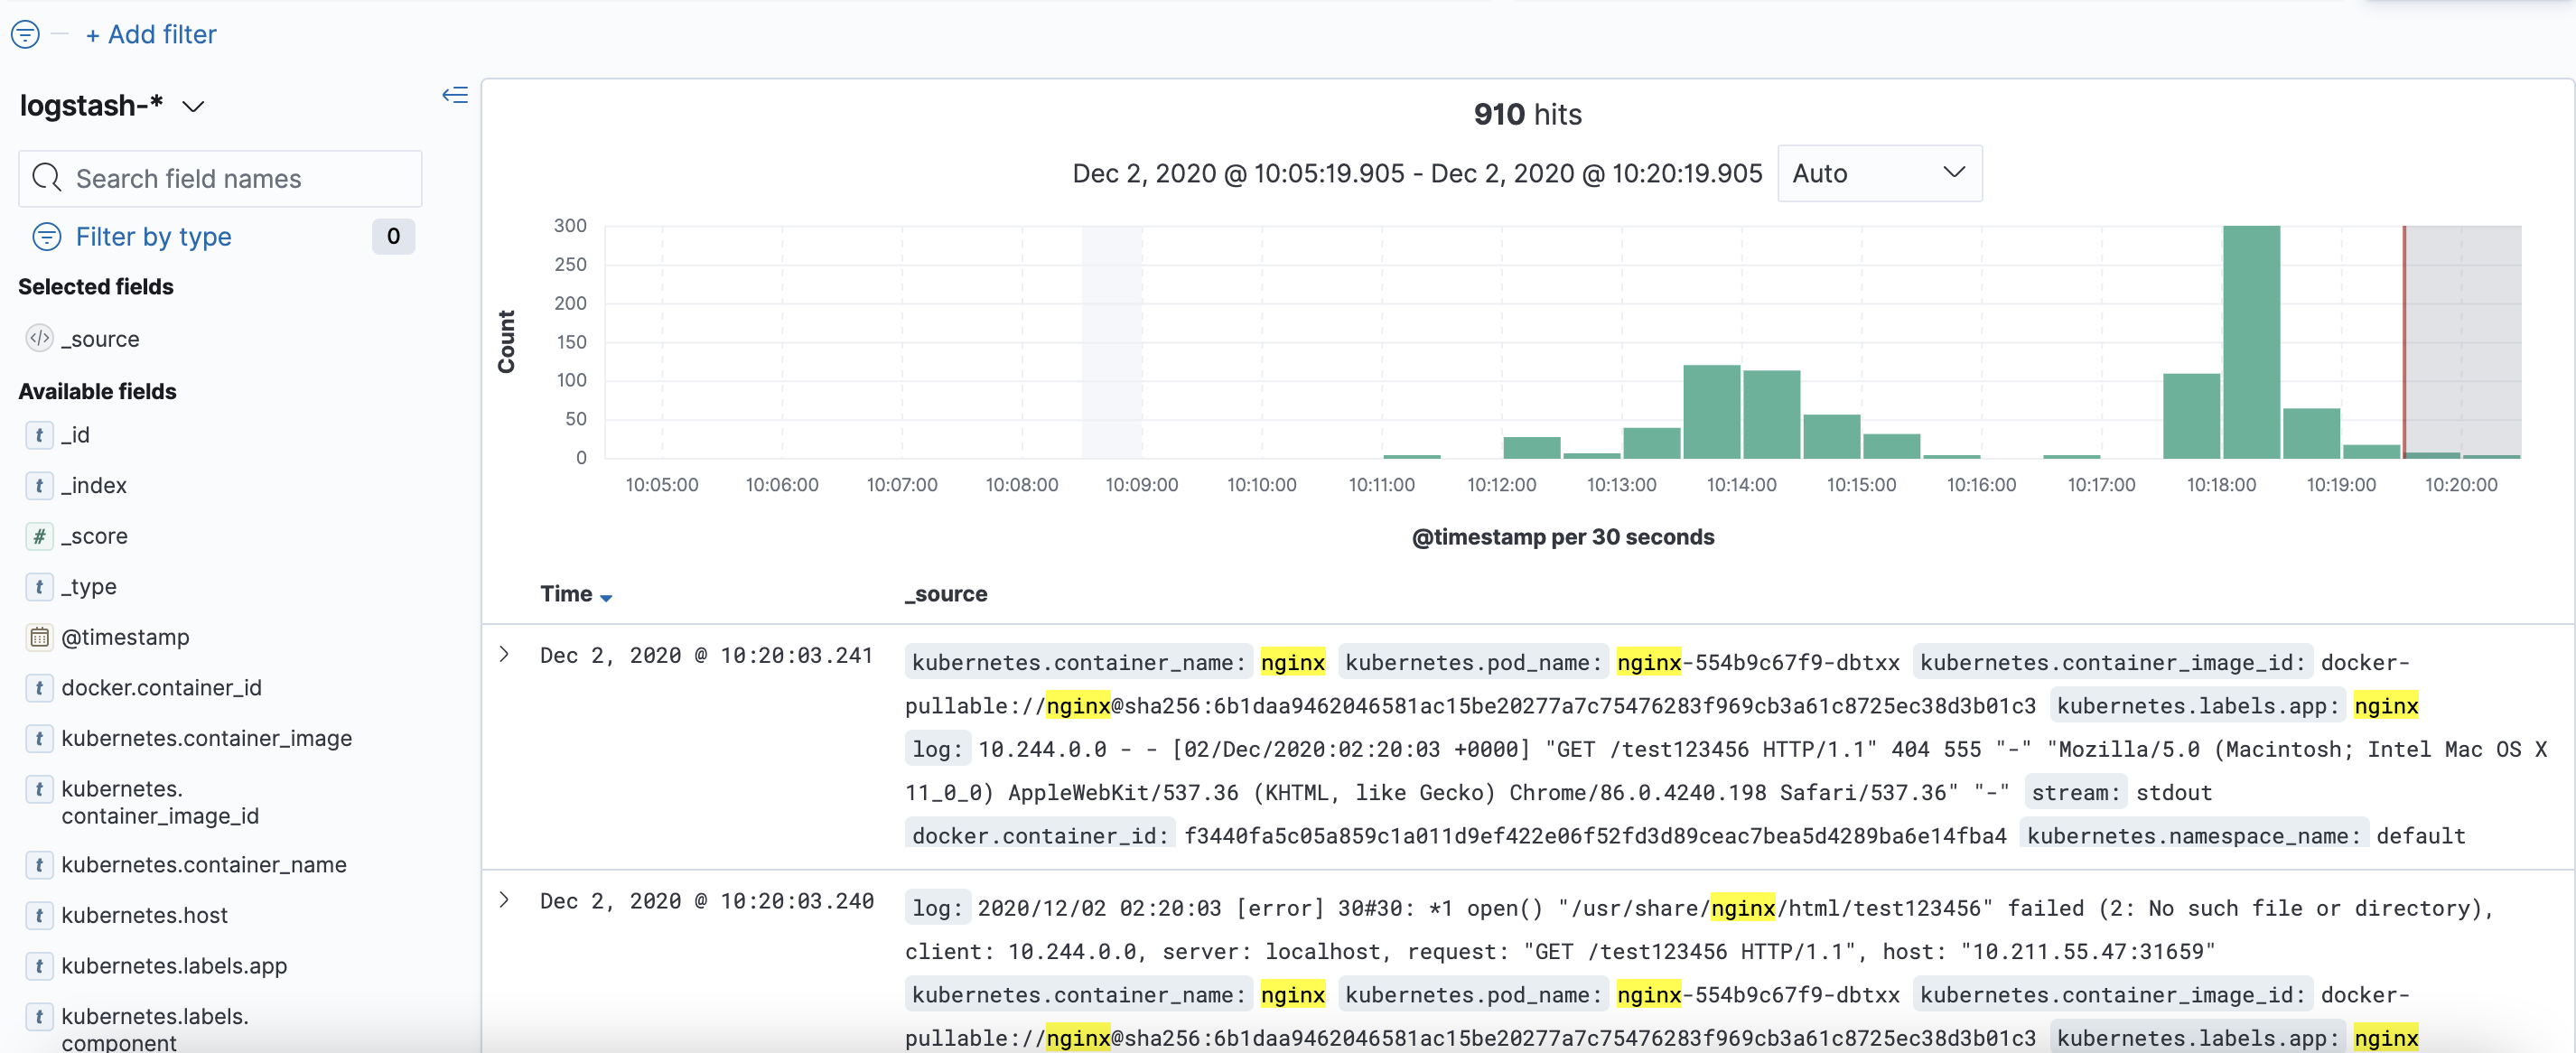 + Add filter
logstash-*
Search field names
Filter by type 0
Selected fields
_source
Available fields
_id
_index
_score
_type
@timestamp
docker.container_id
kubernetes.container_image
kubernetes.
container_image_id
kubernetes.container_name
kubernetes.host
kubernetes.labels.app
kubernetes.labels.
component
910 hits
Dec 2, 2020 @ 10:05:19.905 - Dec 2, 2020 @ 10:20:19.905 Auto
Count
300
250
200
150
100
50
0
10:05:00 10:06:00 10:07:00 10:08:00 10:09:00 10:10:00 10:11:00 10:12:00 10:13:00 10:14:00 10:15:00 10:16:00 10:17:00 10:18:00 10:19:00 10:20:00
@timestamp per 30 seconds
Time _source
Dec 2, 2020 @ 10:20:03.241 kubernetes.container_name: nginx kubernetes.pod_name: nginx-554b9c67f9-dbtxx kubernetes.container_image_id: docker-
pullable://nginx@sha256:6b1daa9462046581ac15be20277a7c75476283f969cb3a61c8725ec38d3b01c3 kubernetes.labels.app: nginx
log: 10.244.0.0 - - [02/Dec/2020:02:20:03 +0000] "GET /test123456 HTTP/1.1" 404 555 "-" "Mozilla/5.0 (Macintosh; Intel Mac OS X
11_0_0) AppleWebKit/537.36 (KHTML, like Gecko) Chrome/86.0.4240.198 Safari/537.36" "-" stream: stdout
docker.container_id: f3440fa5c05a859c1a011d9ef422e06f52fd3d89ceac7bea5d4289ba6e14fba4 kubernetes.namespace_name: default
Dec 2, 2020 @ 10:20:03.240 log: 2020/12/02 02:20:03 [error] 30#30: *1 open() "/usr/share/nginx/html/test123456" failed (2: No such file or directory),
client: 10.244.0.0, server: localhost, request: "GET /test123456 HTTP/1.1", host: "10.211.55.47:31659"
kubernetes.container_name: nginx kubernetes.pod_name: nginx-554b9c67f9-dbtxx kubernetes.container_image_id: docker-
pullable://nginx@sha256:6b1daa9462046581ac15be20277a7c75476283f969cb3a61c8725ec38d3b01c3 kubernetes.labels.app: nginx